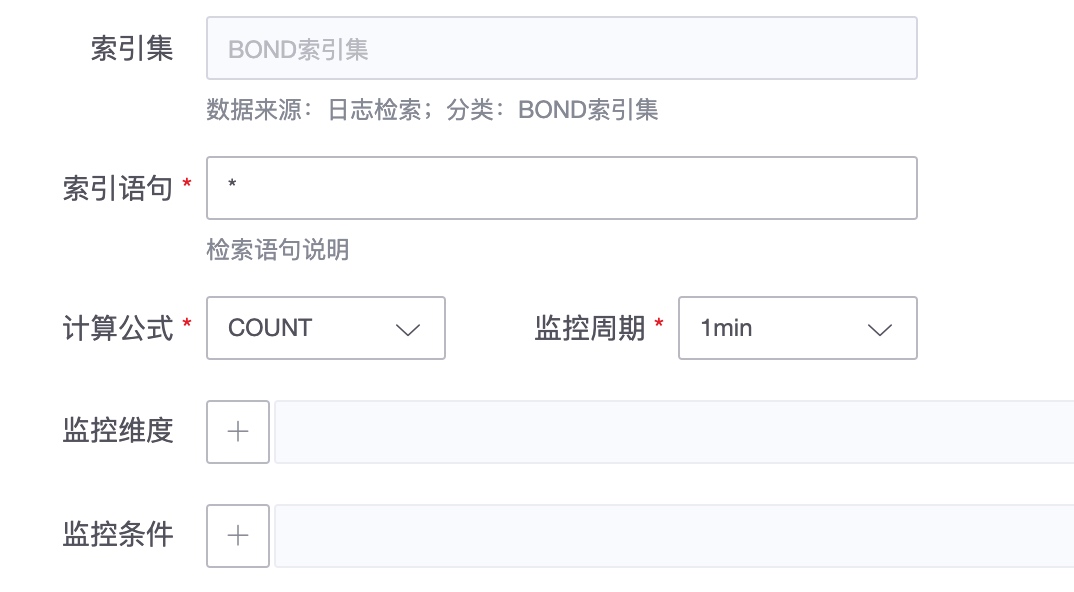 索引集 BOND索引集
数据来源：日志检索；分类：BOND索引集
索引语句 * *
检索语句说明
计算公式 * COUNT 监控周期 * 1min
监控维度 +
监控条件 +